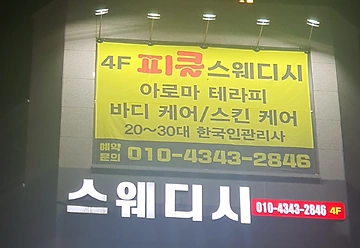 4F 피클 스웨디시
아로마 테라피
바디 케어/스킨 케어
20~30대 한국인관리사
예약
문의 010-4343-2846
스웨디시 010-4343-2846 4F